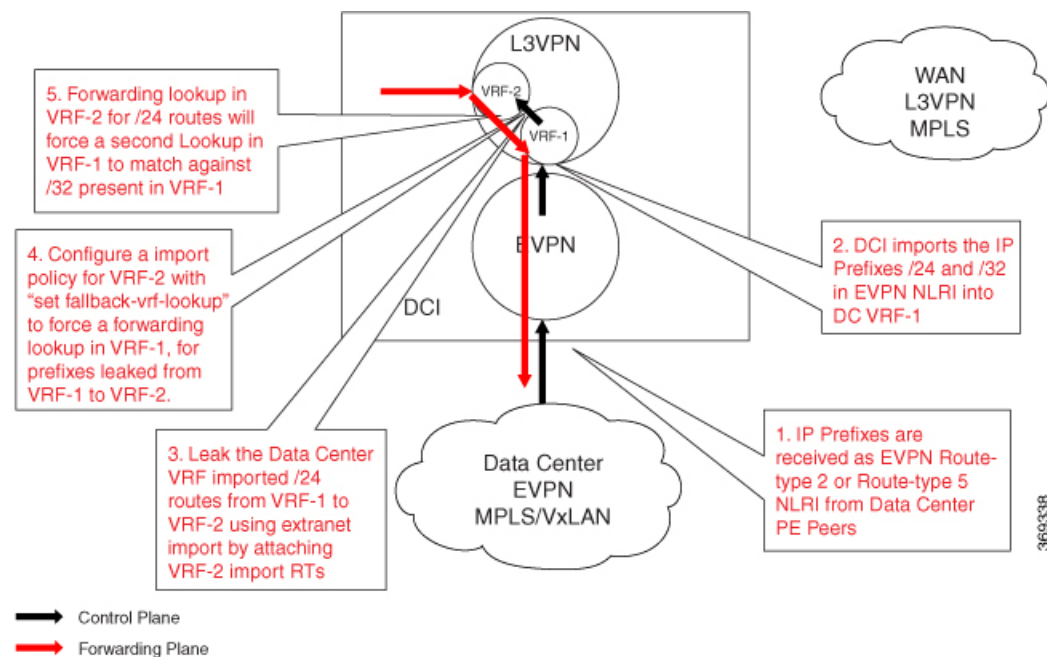 L3VPN
VRF-2
VRF-1
EVPN
DCI
WAN
L3VPN
MPLS
5. Forwarding lookup in
VRF-2 for /24 routes will
force a second Lookup in
VRF-1 to match against
/32 present in VRF-1
4. Configure a import
policy for VRF-2 with
“set fallback-vrf-lookup”
to force a forwarding
lookup in VRF-1, for
prefixes leaked from
VRF-1 to VRF-2.
2. DCI imports the IP
Prefixes /24 and /32
in EVPN NLRI into
DC VRF-1
3. Leak the Data Center
VRF imported /24
routes from VRF-1 to
VRF-2 using extranet
import by attaching
VRF-2 import RTs
Data Center
EVPN
MPLS/VxLAN
1. IP Prefixes are
received as EVPN Route-
type 2 or Route-type 5
NLRI from Data Center
PE Peers
369338
Control Plane
Forwarding Plane